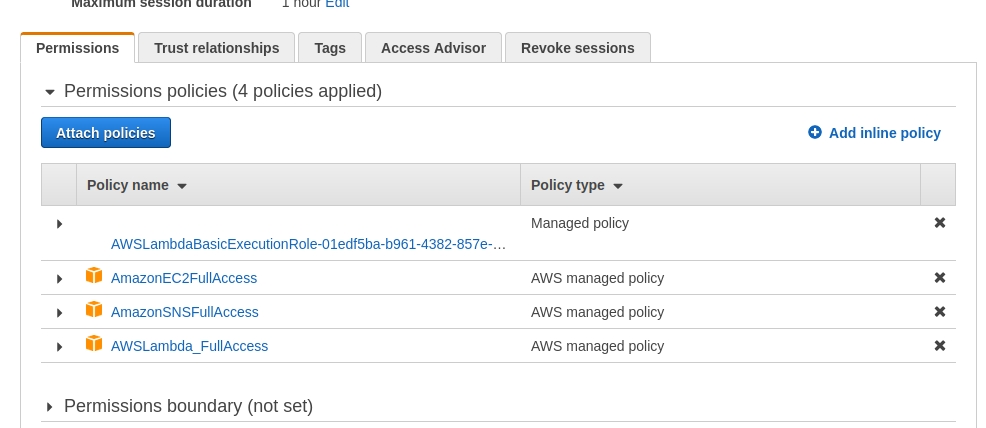 Maximum session duration 1 hour Edit
Permissions Trust relationships Tags Access Advisor Revoke sessions
Permissions policies (4 policies applied)
Attach policies Add inline policy
Policy name Policy type
Managed policy
AWSLambdaBasicExecutionRole-01edf5ba-b961-4382-857e-…
AmazonEC2FullAccess AWS managed policy
AmazonSNSFullAccess AWS managed policy
AWSLambda_FullAccess AWS managed policy
Permissions boundary (not set)